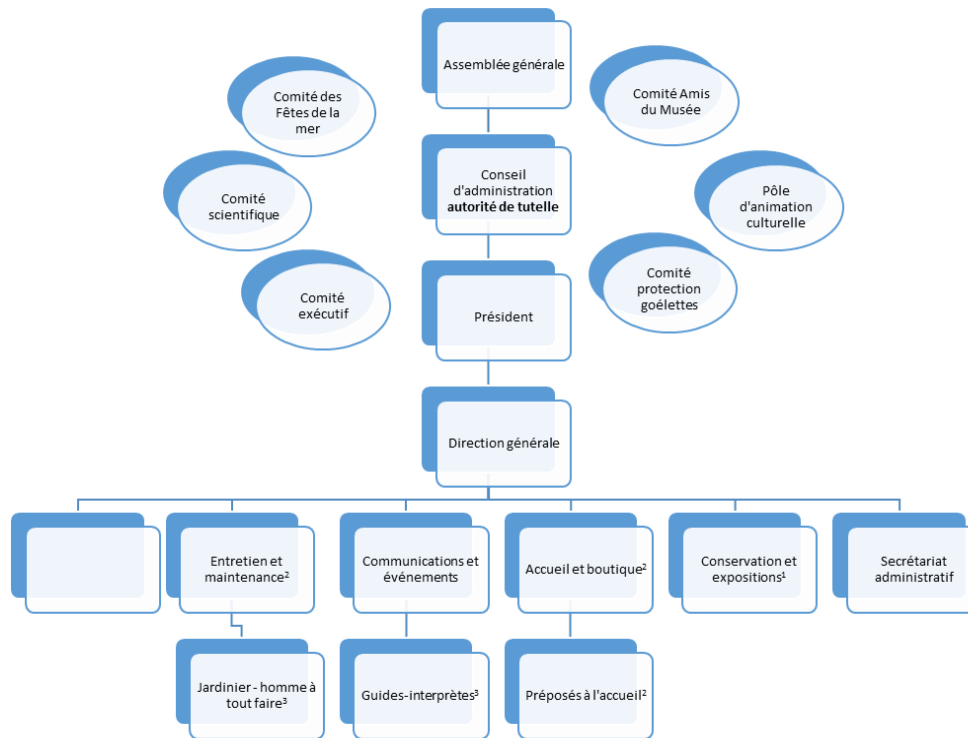 Assemblée générale
Comité des
Fêtes de la
mer
Comité Amis
du Musée
Conseil
d'administration
autorité de tutelle
Comité
scientifique
Pôle
d'animation
culturelle
Comité
exécutif
Président
Comité
protection
goélettes
Direction générale
Entretien et
maintenance²
Communications et
événements
Accueil et boutique²
Conservation et
expositions¹
Secrétariat
administratif
Jardinier - homme à
tout faire³
Guides-interprètes³
Préposés à l'accueil²